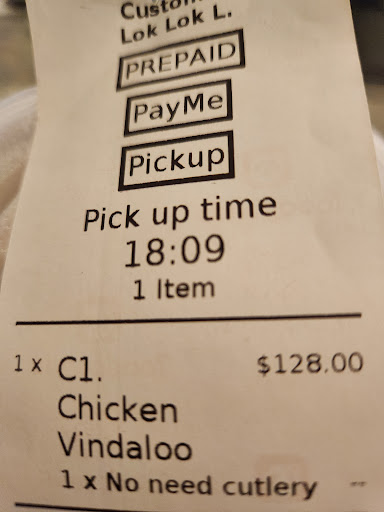 Custom
Lok Lok L.
PREPAID
PayMe
Pickup
Pick up time
18:09
1 Item
1 x C1. $128.00
Chicken
Vindaloo
1 x No need cutlery --